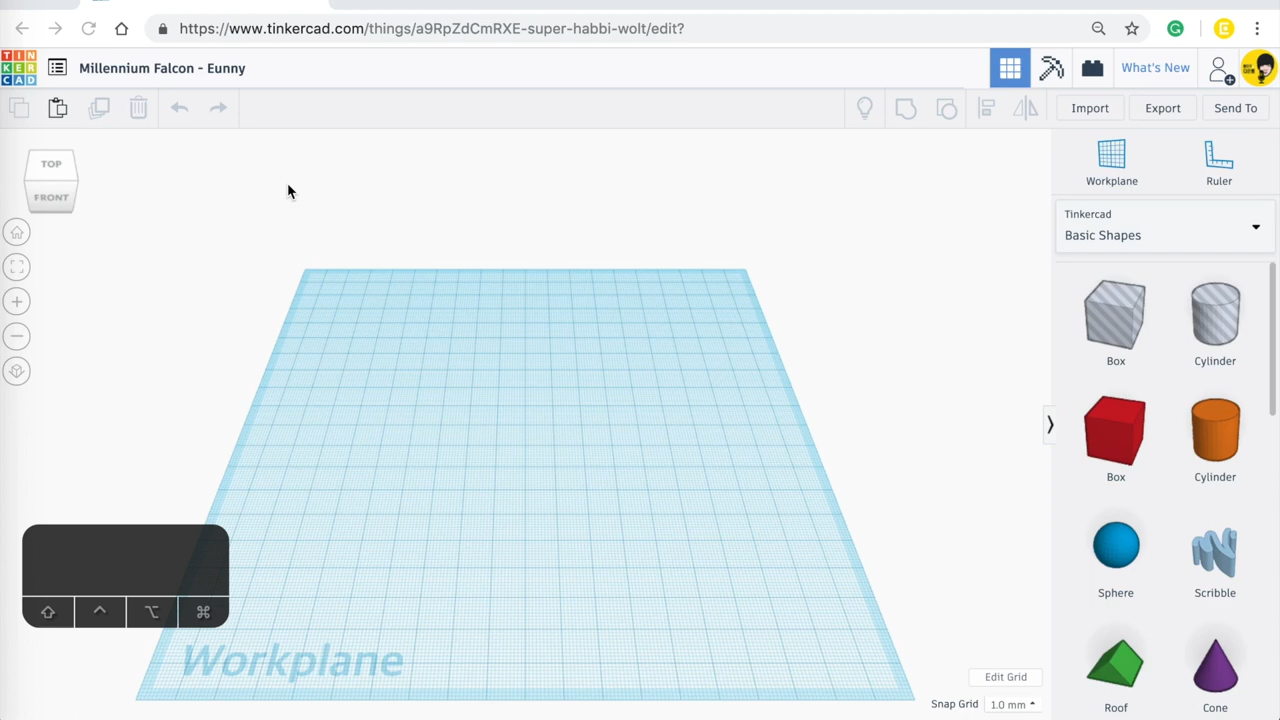 https://www.tinkercad.com/things/a9RpZdCmRXE-super-habbi-wolt/edit?
TIN
KER
CAD
Millennium Falcon - Eunny
What's New
Import
Export
Send To
TOP
FRONT
Workplane
Ruler
Tinkercad
Basic Shapes
Box
Cylinder
Box
Cylinder
Sphere
Scribble
Roof
Cone
Workplane
Edit Grid
Snap Grid 1.0 mm